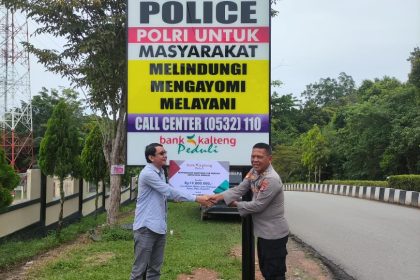 POLICE
POLRI UNTUK
MASYARAKAT
MELINDUNGI
MENGAYOMI
MELAYANI
CALL CENTER (0532) 110
bank kalteng
Peduli